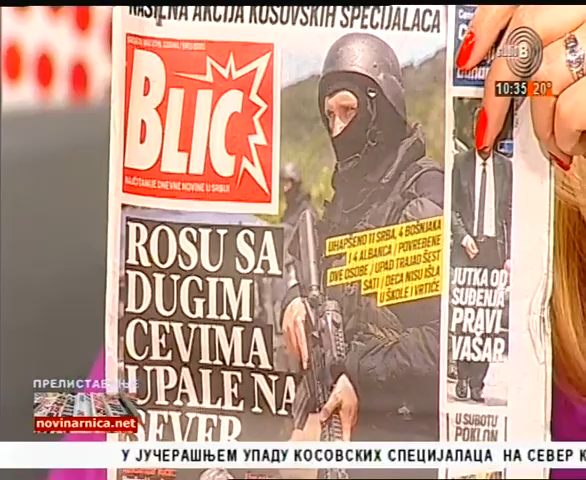 AKCIJA KOSOVSKIH SPECIJALACA
studio B
10:35 20°
BLIC
NAJČITANIJE DNEVNE NOVINE U SRBIJI
UHAPŠENO 11 SRBA, 4 BOŠNJAKA
I 4 ALBANCA / POVREĐENE
DVE OSOBE / UPAD TRAJAO ŠEST
SATI / DECA NISU IŠLA
U ŠKOLE I VRTIĆE
ROSU SA
DUGIM
CEVIMA
UPALE NA
SEVER
JUTKA OD
SUĐENJA
PRAVI
VAŠAR
U SUBOTU
POKLON
ПРЕЛИСТАВАЊЕ
novinarnica.net
У ЈУЧЕРАШЊЕМ УПАДУ КОСОВСКИХ СПЕЦИЈАЛАЦА НА СЕВЕР К